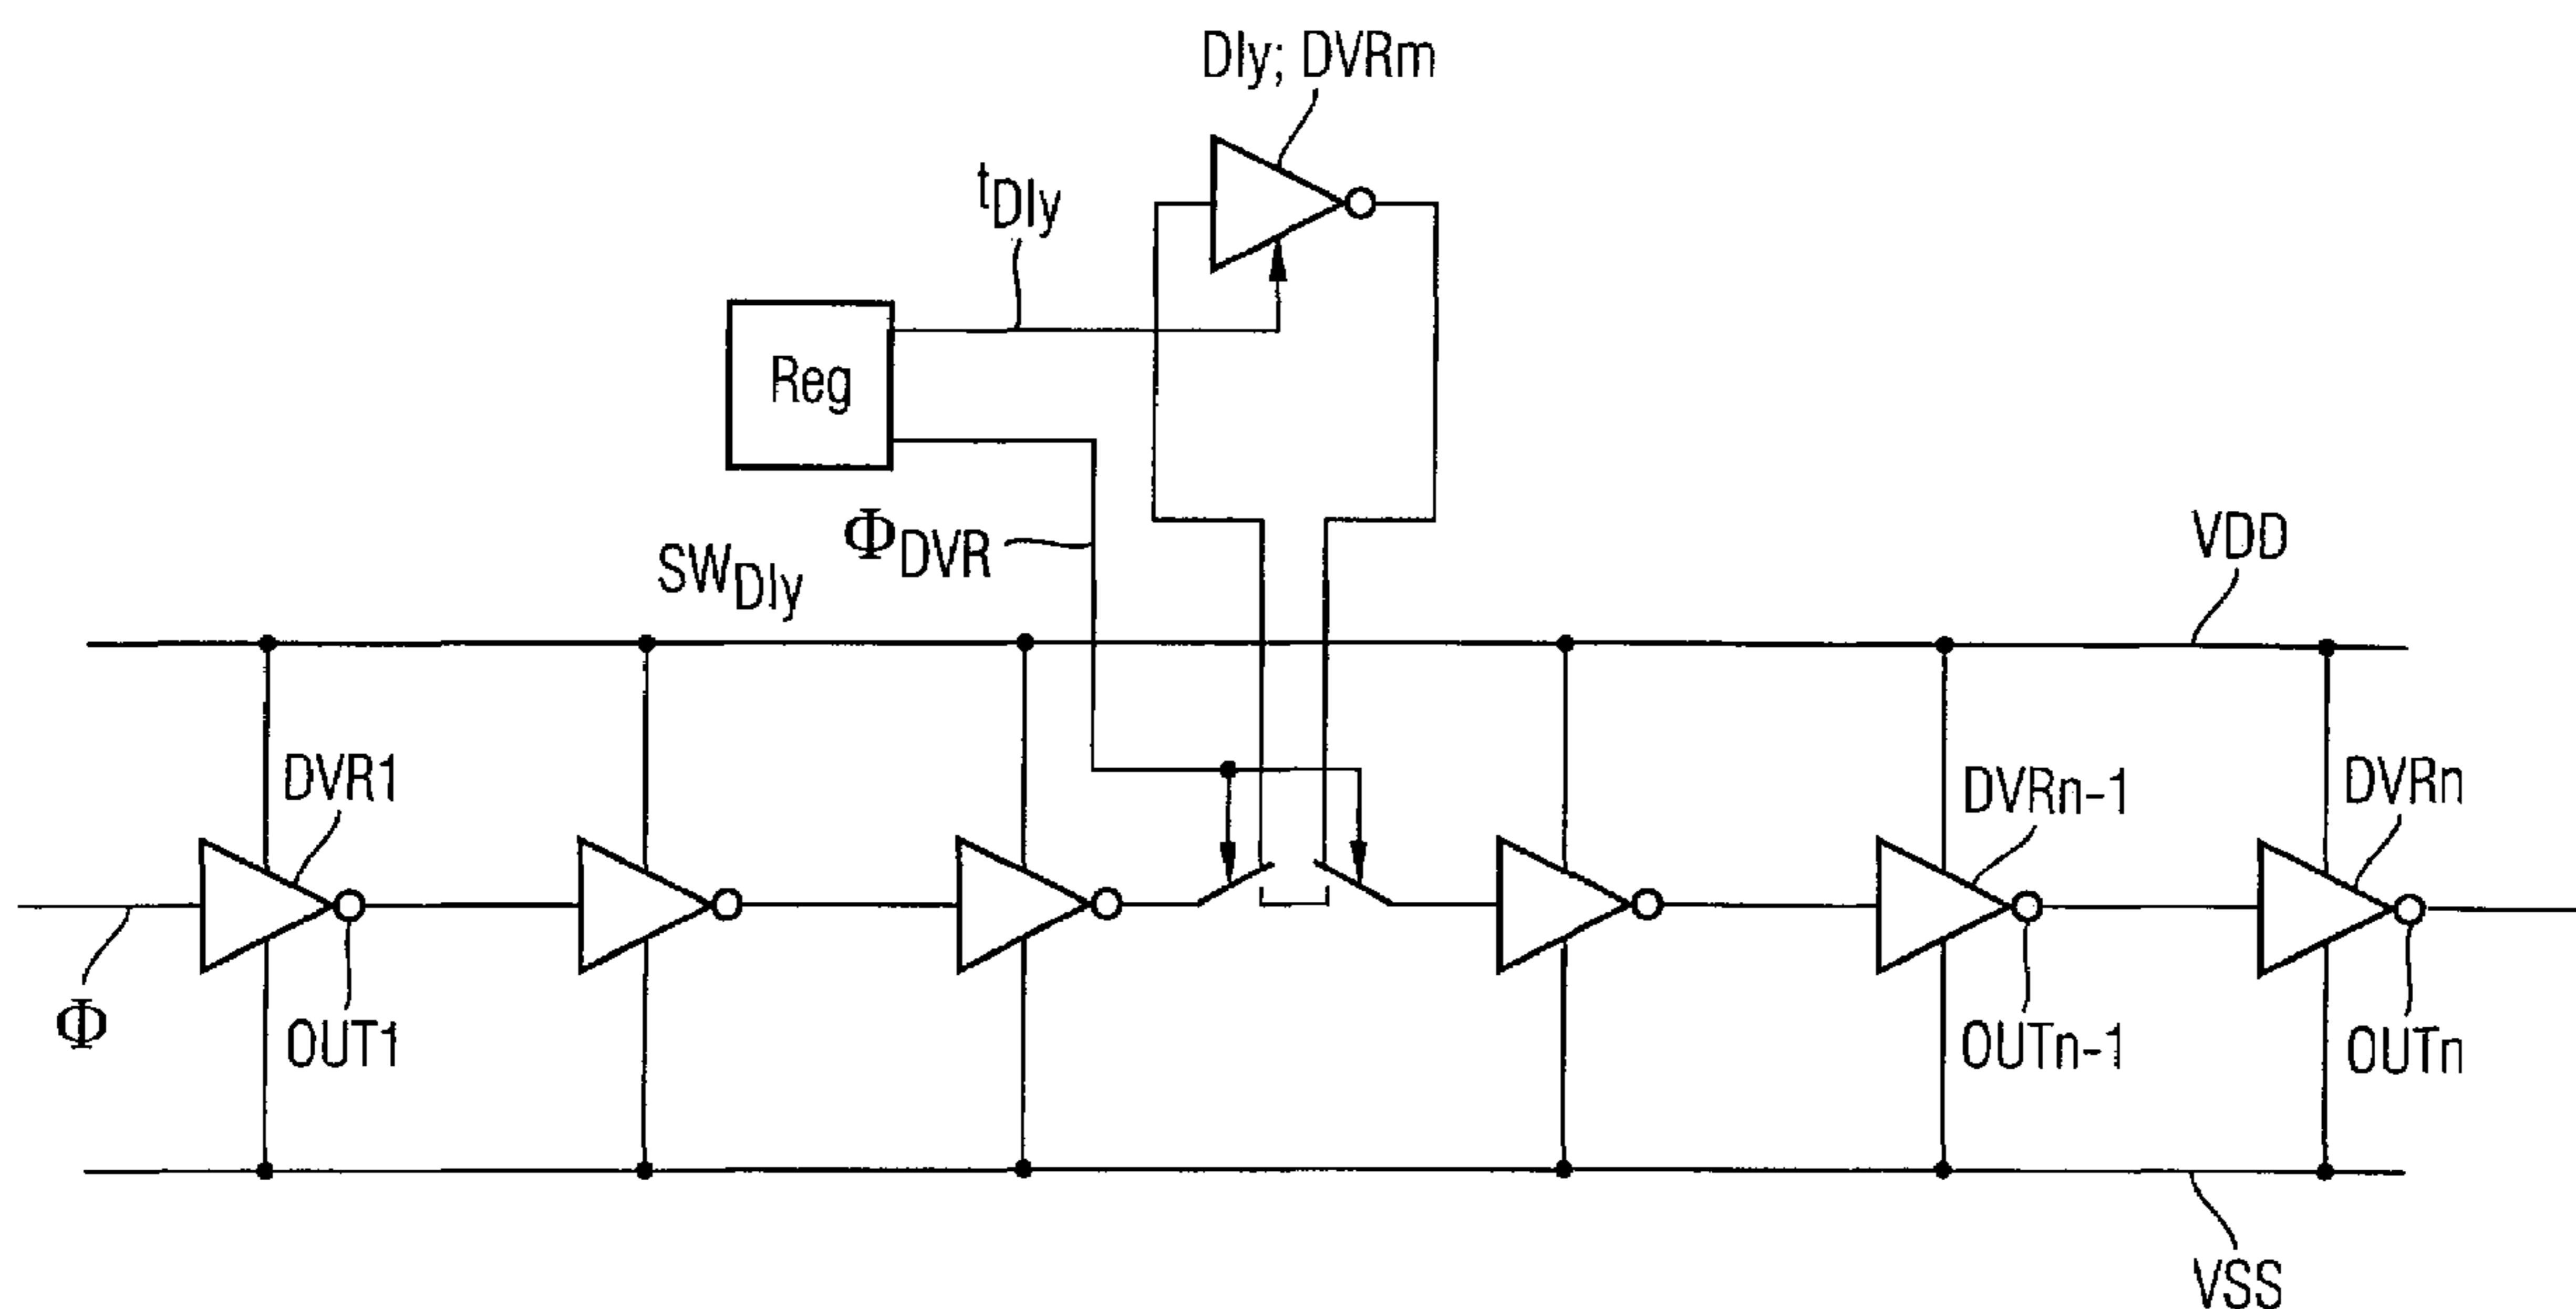 Dly; DVRm
tDly
Reg
ΦDVR
SWDly
VDD
DVR1
DVRn-1
DVRn
Φ
OUT1
OUTn-1
OUTn
VSS